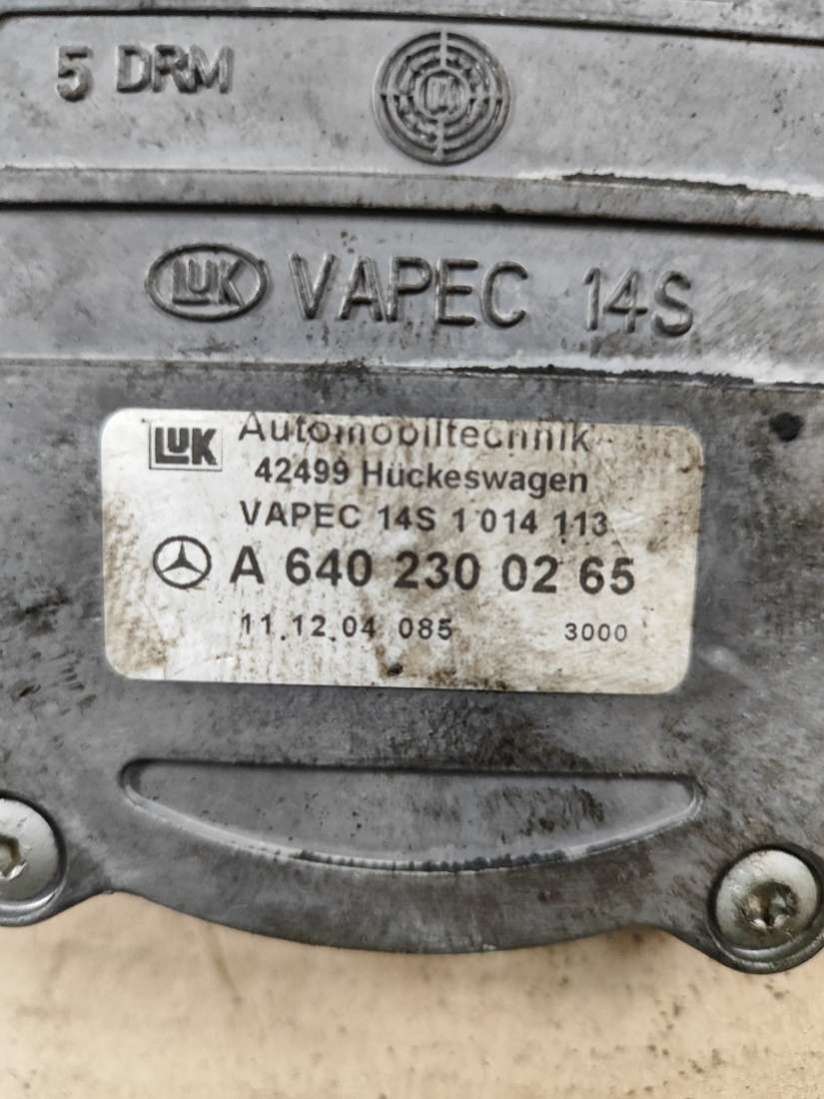 5 DRM
LUK VAPEC 14S
LUK Automobiltechnik
42499 Hückeswagen
VAPEC 14S 1 014 113
A 640 230 02 65
11.12.04 085 3000